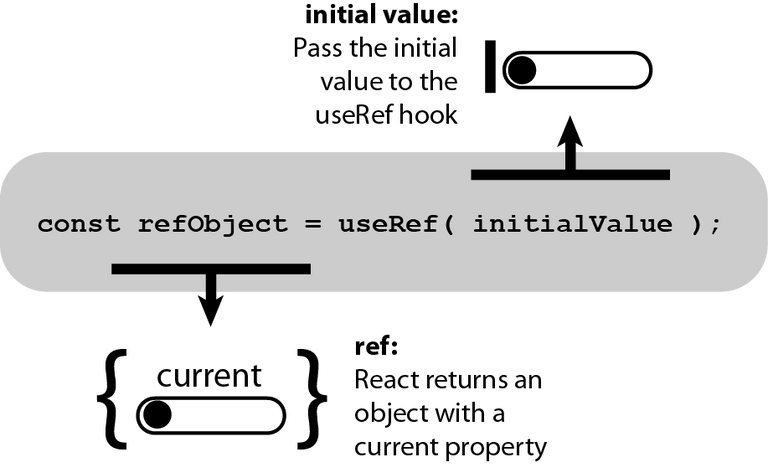 initial value:
Pass the initial
value to the
useRef hook
const refObject = useRef( initialValue );
{ current }
ref:
React returns an
object with a
current property